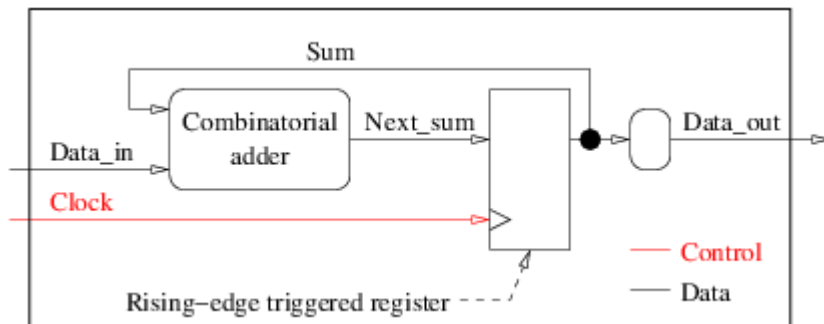 Sum
Combinatorial
adder
Next_sum
Data_out
Data_in
Clock
Control
Data
Rising-edge triggered register